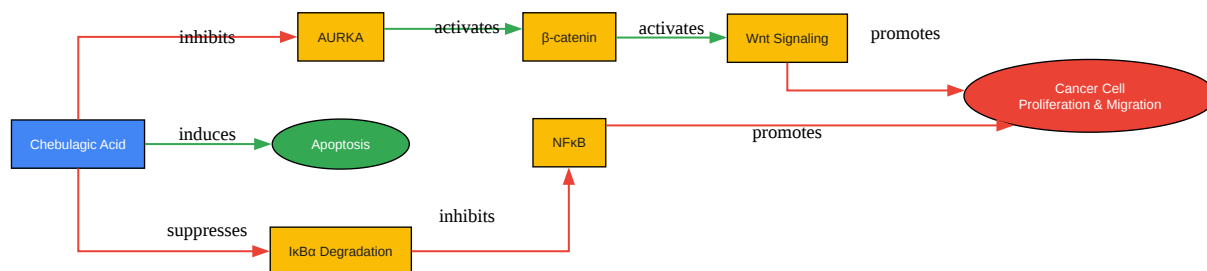 inhibits
AURKA
activates
β-catenin
activates
Wnt Signaling
promotes
Cancer Cell
Proliferation & Migration
Chebulagic Acid
induces
Apoptosis
NFκB
promotes
suppresses
IκBα Degradation
inhibits